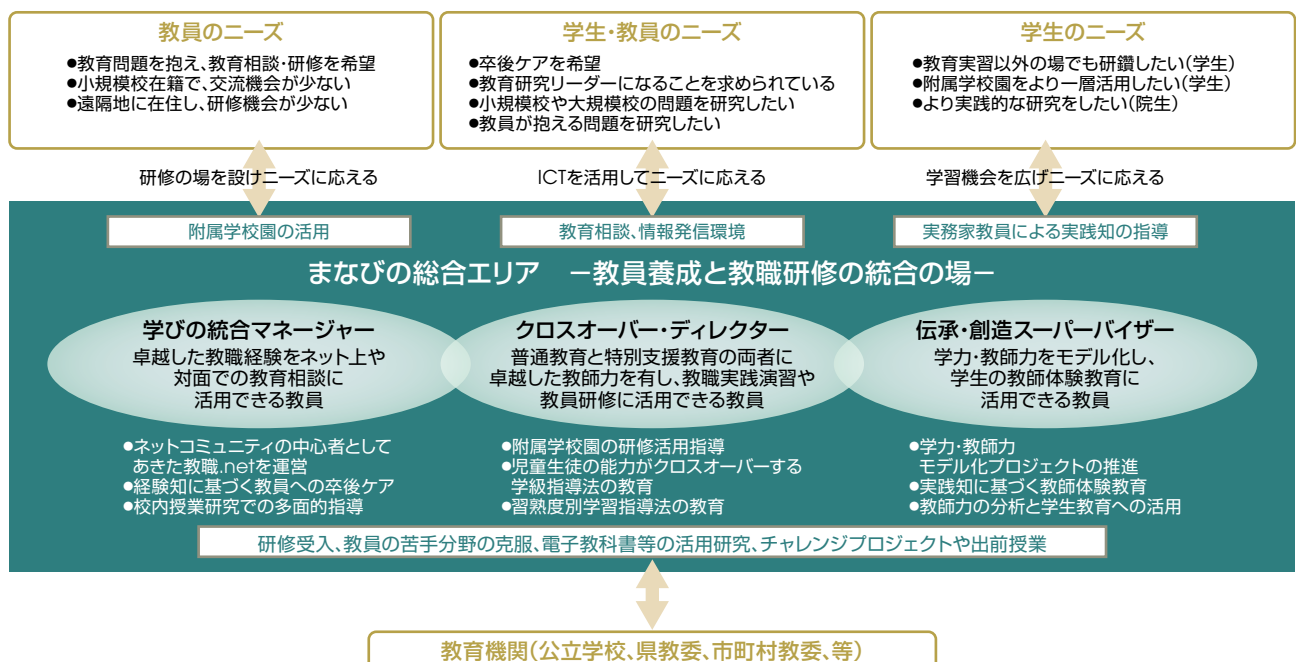 教員のニーズ
●教育問題を抱え、教育相談・研修を希望
●小規模校在籍で、交流機会が少ない
●遠隔地に在住し、研修機会が少ない
学生・教員のニーズ
●卒後ケアを希望
●教育研究リーダーになることを求められている
●小規模校や大規模校の問題を研究したい
●教員が抱える問題を研究したい
学生のニーズ
●教育実習以外の場でも研鑽したい(学生)
●附属学校園をより一層活用したい(学生)
●より実践的な研究をしたい(院生)
研修の場を設けニーズに応える
ICTを活用してニーズに応える
学習機会を広げニーズに応える
附属学校園の活用
教育相談、情報発信環境
実務家教員による実践知の指導
まなびの総合エリア −教員養成と教職研修の統合の場−
学びの統合マネージャー
卓越した教職経験をネット上や
対面での教育相談に
活用できる教員
クロスオーバー・ディレクター
普通教育と特別支援教育の両者に
卓越した教師力を有し、教職実践演習や
教員研修に活用できる教員
伝承・創造スーパーバイザー
学力・教師力をモデル化し、
学生の教師体験教育に
活用できる教員
●ネットコミュニティの中心者として
あきた教職.netを運営
●経験知に基づく教員への卒後ケア
●校内授業研究での多面的指導
●附属学校園の研修活用指導
●児童生徒の能力がクロスオーバーする
学級指導法の教育
●習熟度別学習指導法の教育
●学力・教師力
モデル化プロジェクトの推進
●実践知に基づく教師体験教育
●教師力の分析と学生教育への活用
研修受入、教員の苦手分野の克服、電子教科書等の活用研究、チャレンジプロジェクトや出前授業
教育機関(公立学校、県教委、市町村教委、等)